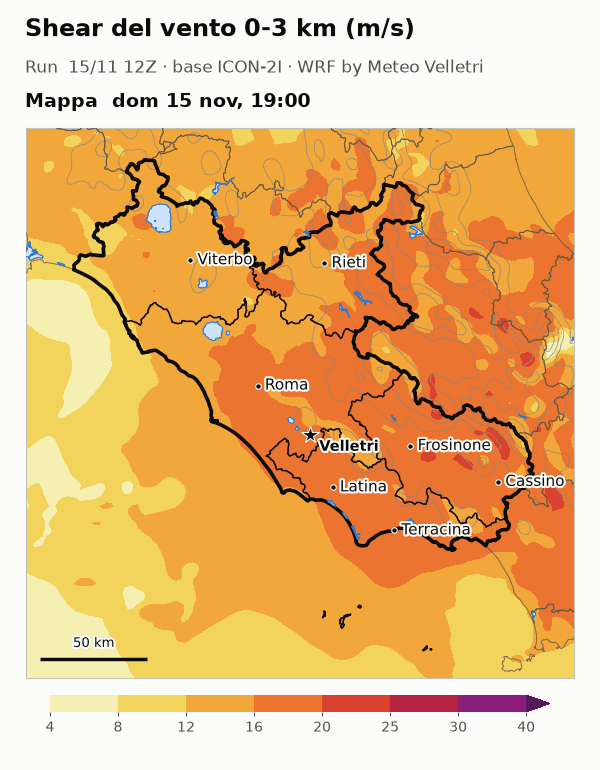 Shear del vento 0-3 km (m/s)
Run  15/11 12Z · base ICON-2I · WRF by Meteo Velletri
Mappa  dom 15 nov, 19:00
Viterbo
Rieti
Roma
Velletri
Frosinone
Cassino
Latina
Terracina
50 km
4 8 12 16 20 25 30 40